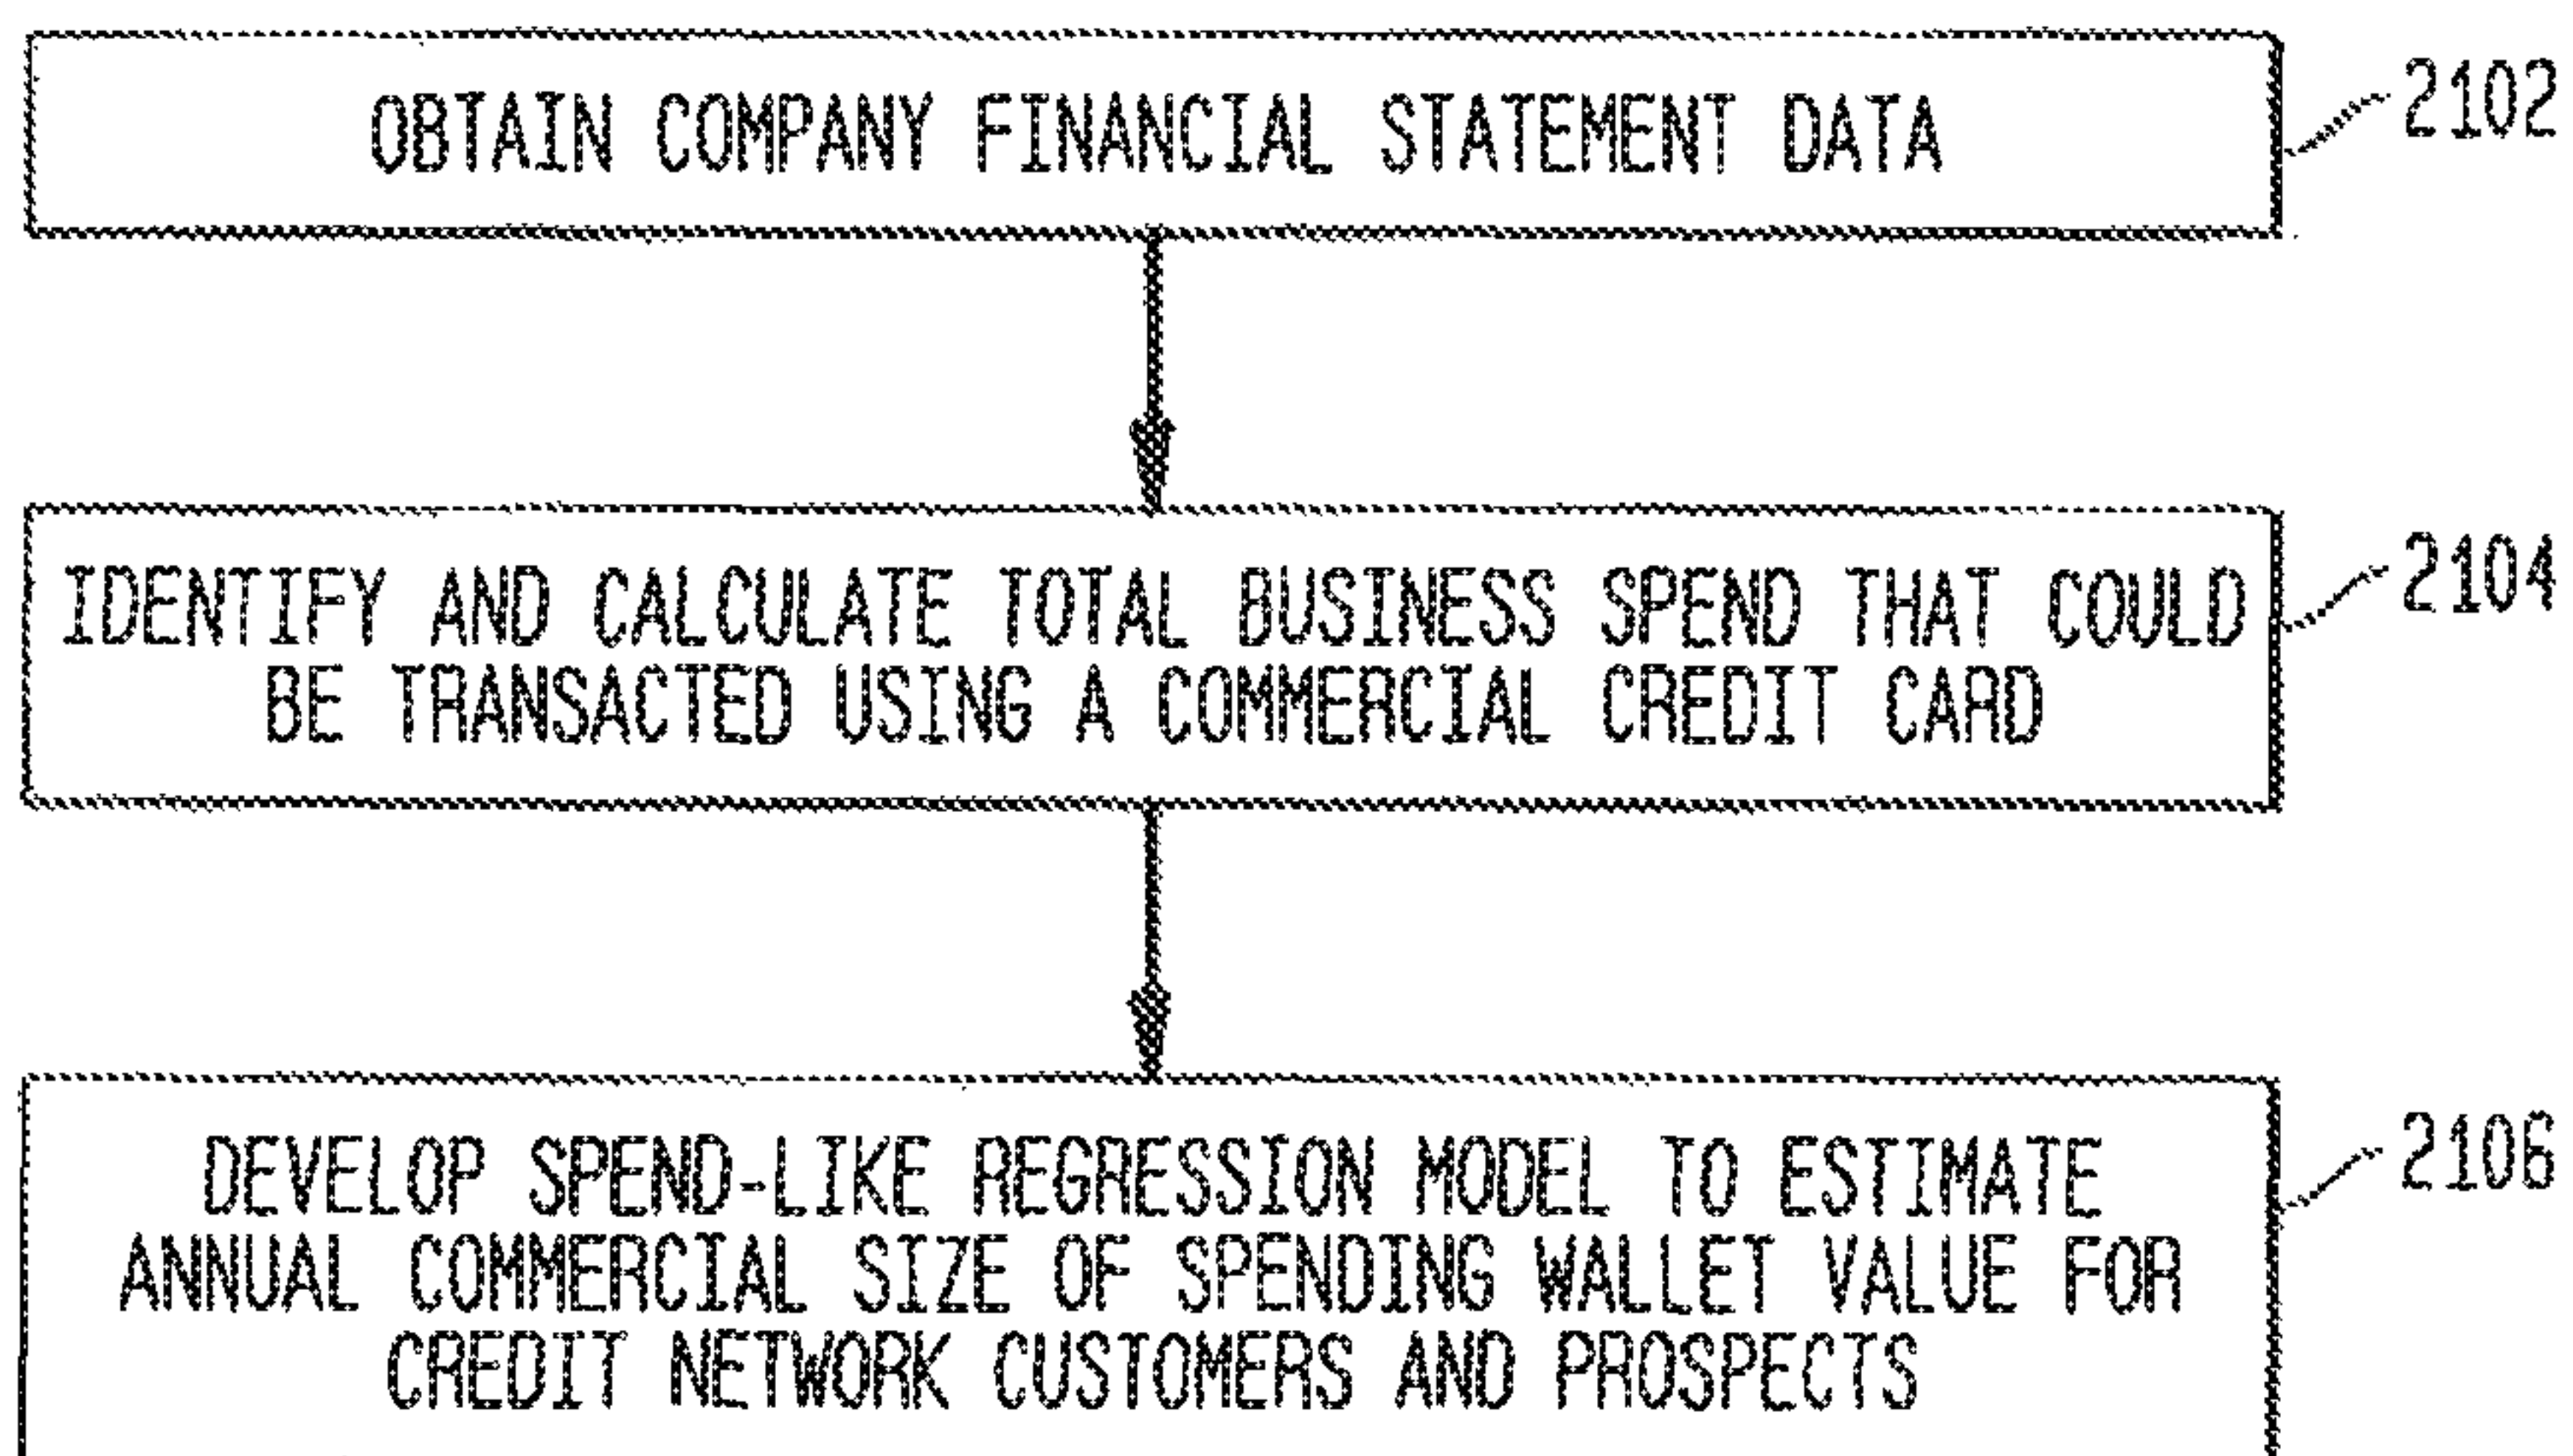 OBTAIN COMPANY FINANCIAL STATEMENT DATA
2102
IDENTIFY AND CALCULATE TOTAL BUSINESS SPEND THAT COULD
BE TRANSACTED USING A COMMERCIAL CREDIT CARD
2104
DEVELOP SPEND-LIKE REGRESSION MODEL TO ESTIMATE
ANNUAL COMMERCIAL SIZE OF SPENDING WALLET VALUE FOR
CREDIT NETWORK CUSTOMERS AND PROSPECTS
2106